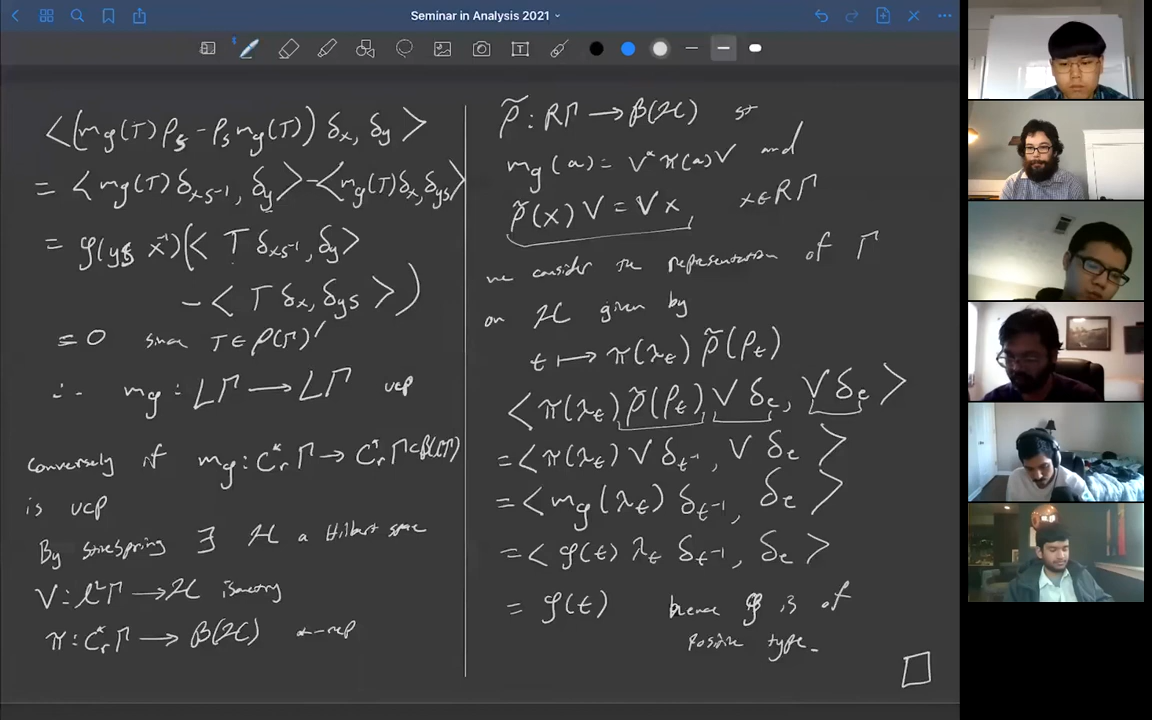 Seminar in Analysis 2021
⟨(m_φ(T) ρ_s - ρ_s m_φ(T)) δ_x, δ_y⟩
= ⟨m_φ(T) δ_{xs^{-1}}, δ_y⟩ - ⟨m_φ(T) δ_x, δ_{ys}⟩
= φ(ys x^{-1}) (⟨T δ_{xs^{-1}}, δ_y⟩
- ⟨T δ_x, δ_{ys}⟩)
= 0 since T ∈ ρ(Γ)'
∴ m_φ : LΓ → LΓ ucp
Conversely if m_φ : C*_r Γ → C*_r Γ ⊂ B(ℓ²Γ)
is ucp
By Stinespring ∃ ℋ a Hilbert space
V : ℓ²Γ → ℋ isometry
π : C*_r Γ → B(ℋ) *-rep
ρ̃ : RΓ → B(ℋ) st
m_φ(a) = V* π(a) V and
ρ̃(x) V = V x, x ∈ RΓ
we consider the representation of Γ
on ℋ given by
t ↦ π(λ_t) ρ̃(ρ_t)
⟨π(λ_t) ρ̃(ρ_t) V δ_e, V δ_e⟩
= ⟨π(λ_t) V δ_{t^{-1}}, V δ_e⟩
= ⟨m_φ(λ_t) δ_{t^{-1}}, δ_e⟩
= ⟨φ(t) λ_t δ_{t^{-1}}, δ_e⟩
= φ(t) hence φ is of
positive type.
□